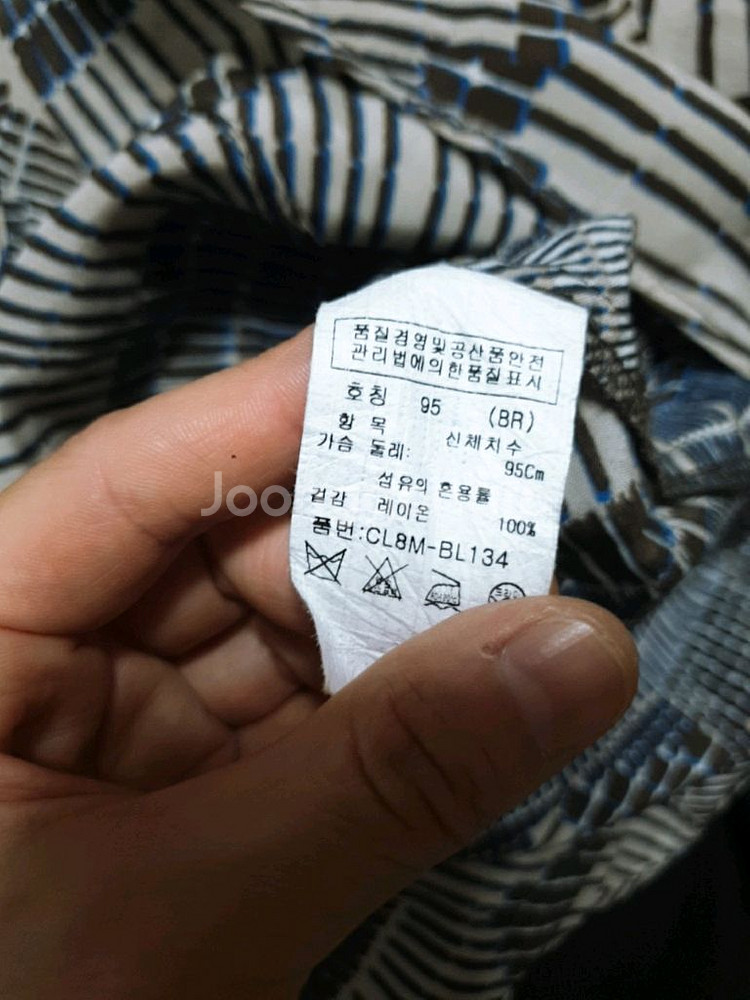 품질경영및공산품안전
관리법에의한품질표시
호칭 95 (BR)
항목 신체치수
가슴 둘레: 95Cm
섬유의 혼용률
겉감 레이온 100%
품번:CL8M-BL134
Joo